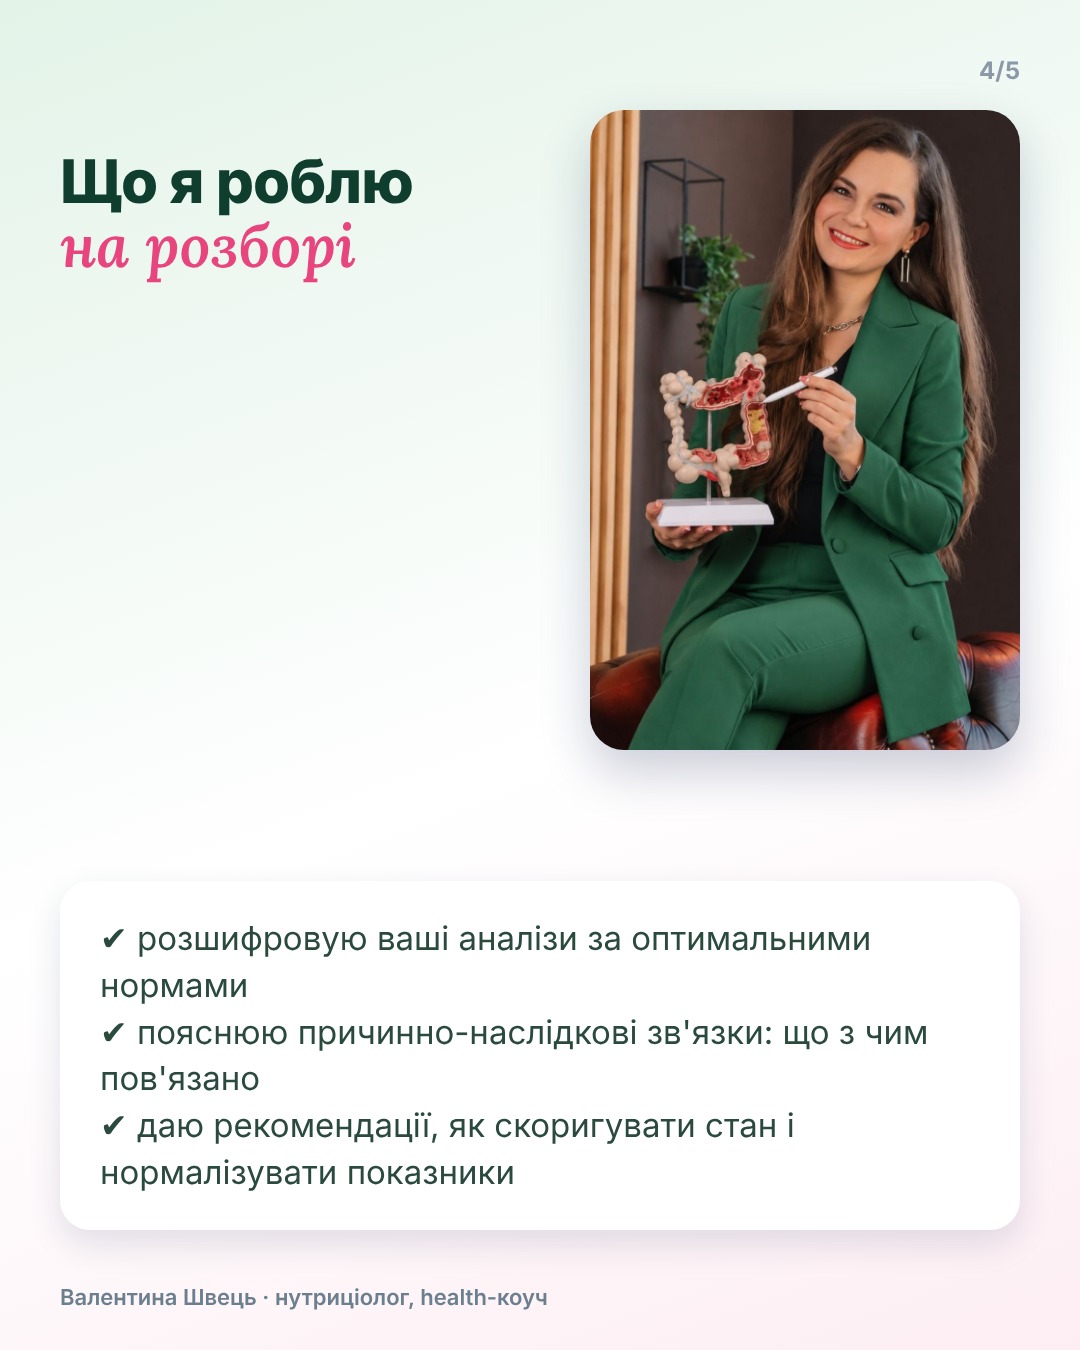 4/5
Що я роблю
на розборі
✔ розшифровую ваші аналізи за оптимальними
нормами
✔ пояснюю причинно-наслідкові зв'язки: що з чим
пов'язано
✔ даю рекомендації, як скоригувати стан і
нормалізувати показники
Валентина Швець · нутриціолог, health-коуч